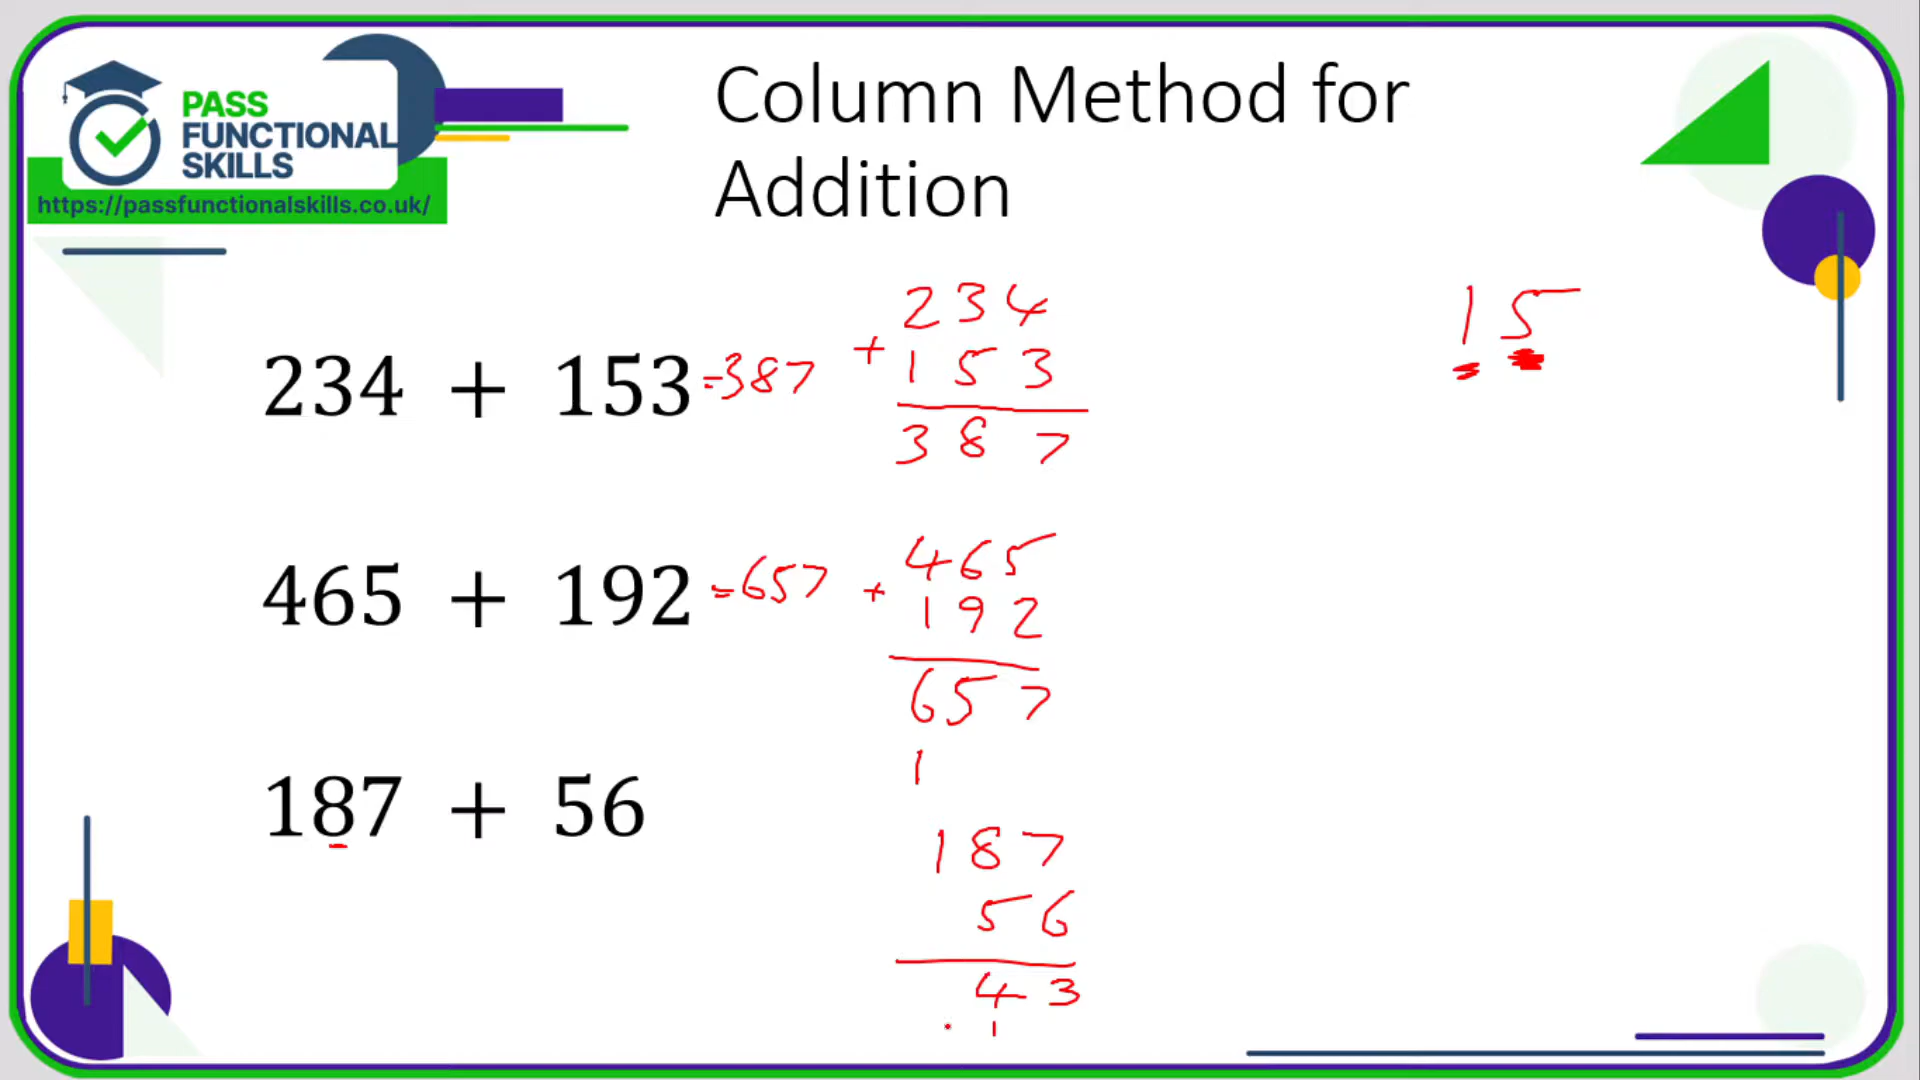 PASS
FUNCTIONAL
SKILLS
https://passfunctionalskills.co.uk/
Column Method for
Addition
15
234 + 153 =387
234
+ 153
387
465 + 192 =657
465
+ 192
657
1
187 + 56
187
56
43
1